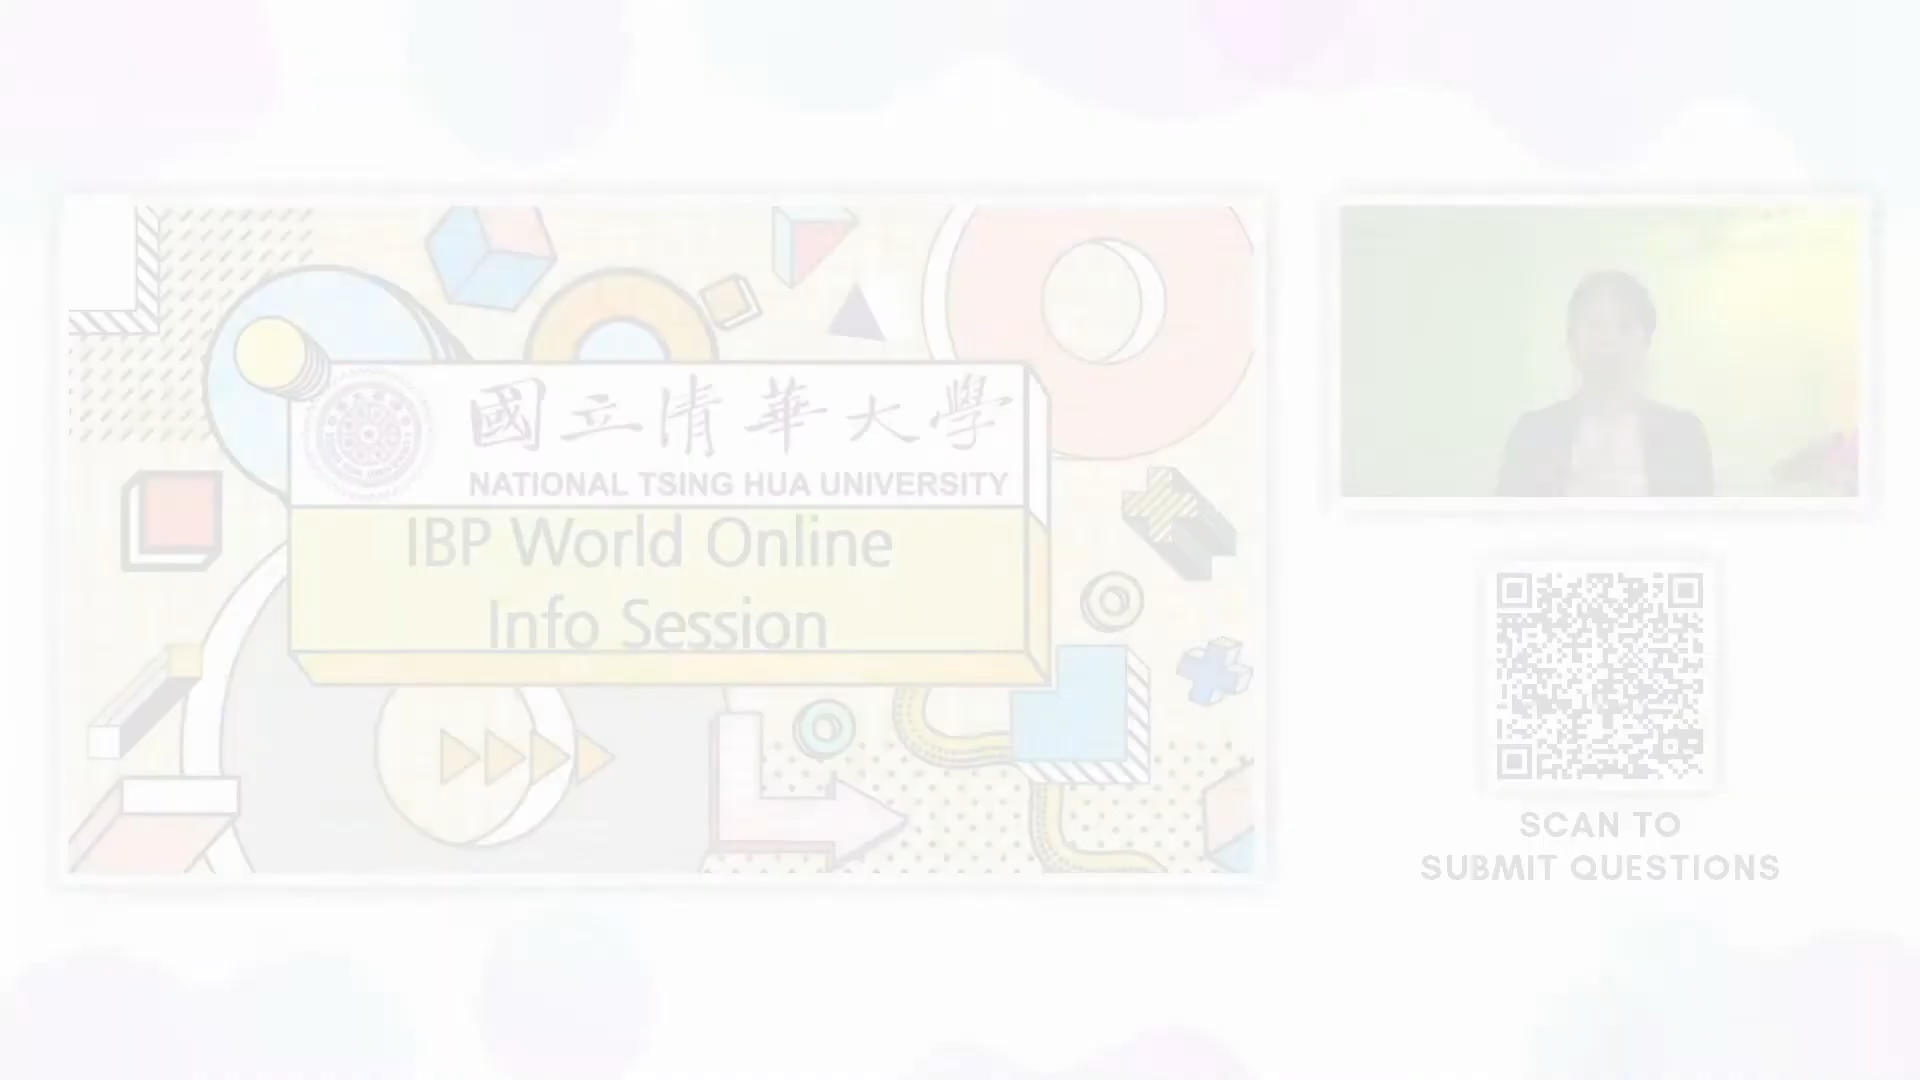 國立清華大學
NATIONAL TSING HUA UNIVERSITY
IBP World Online
Info Session
SCAN TO
SUBMIT QUESTIONS